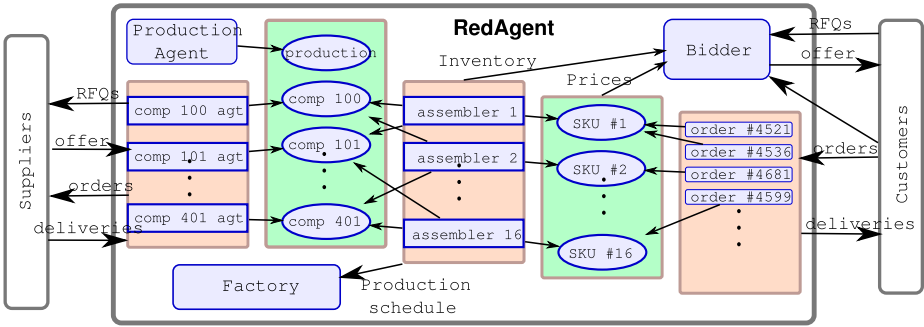 RedAgent
Production
Agent
production
comp 100
comp 101
comp 401
Suppliers
RFQs
offer
orders
deliveries
comp 100 agt
comp 101 agt
comp 401 agt
assembler 1
assembler 2
assembler 16
Inventory
Prices
SKU #1
SKU #2
SKU #16
Bidder
order #4521
order #4536
order #4681
order #4599
RFQs
offer
orders
deliveries
Customers
Factory
Production
schedule